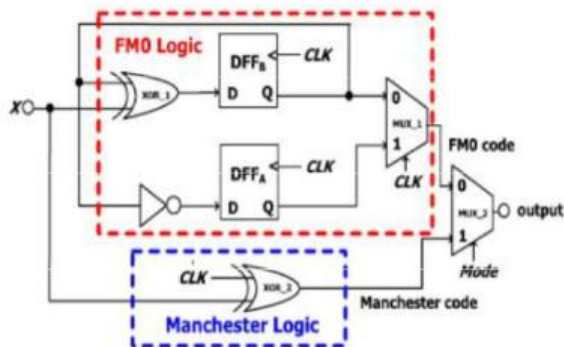 FM0 Logic
DFFB
CLK
D Q
XOR_1
X
0
MUX_1
1
CLK
FM0 code
DFFA
CLK
D Q
0
MUX_2
1
output
Mode
CLK
XOR_2
Manchester code
Manchester Logic